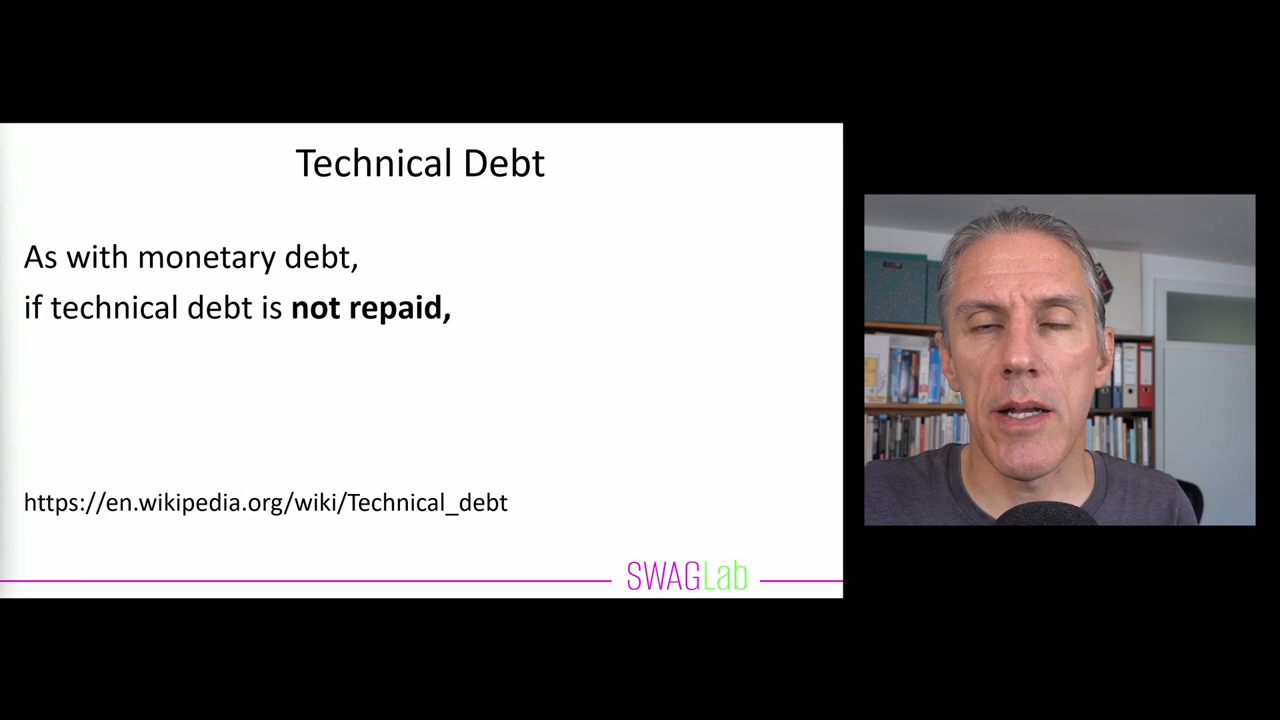 Technical Debt
As with monetary debt,
if technical debt is not repaid,
https://en.wikipedia.org/wiki/Technical_debt
SWAGLab